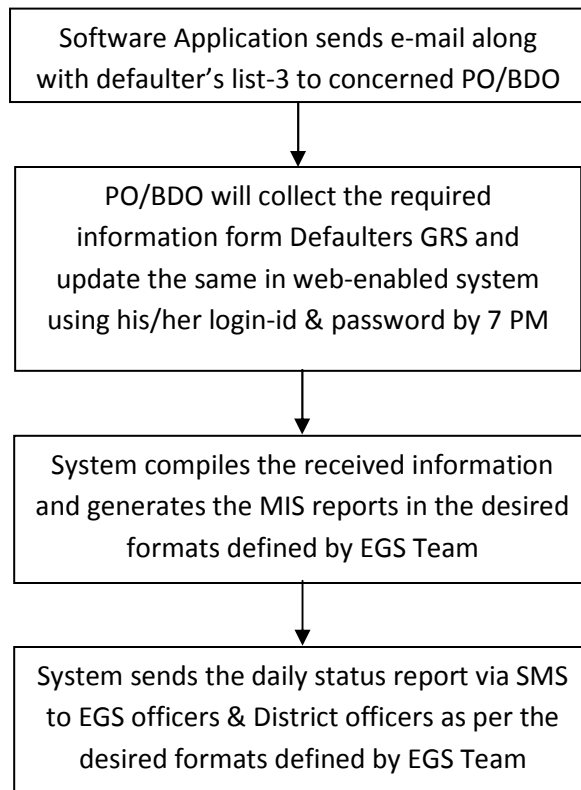 Software Application sends e-mail along
with defaulter’s list-3 to concerned PO/BDO
PO/BDO will collect the required
information form Defaulters GRS and
update the same in web-enabled system
using his/her login-id & password by 7 PM
System compiles the received information
and generates the MIS reports in the desired
formats defined by EGS Team
System sends the daily status report via SMS
to EGS officers & District officers as per the
desired formats defined by EGS Team